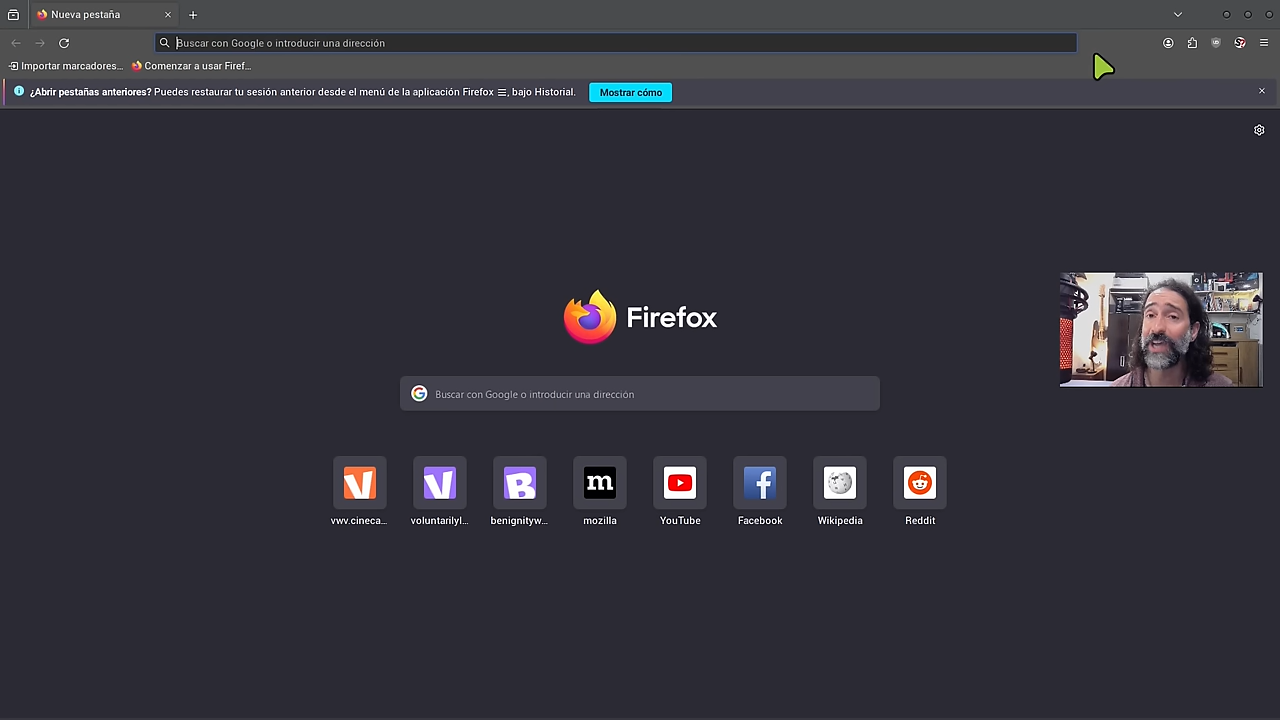 Nueva pestaña
Buscar con Google o introducir una dirección
Importar marcadores...
Comenzar a usar Firef...
¿Abrir pestañas anteriores? Puedes restaurar tu sesión anterior desde el menú de la aplicación Firefox ☰, bajo Historial.
Mostrar cómo
Firefox
Buscar con Google o introducir una dirección
vwv.cineca...
voluntarilyl...
benignityw...
mozilla
YouTube
Facebook
Wikipedia
Reddit